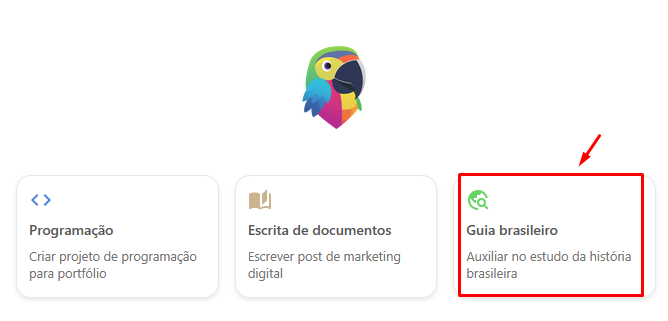 Programação
Criar projeto de programação
para portfólio
Escrita de documentos
Escrever post de marketing
digital
Guia brasileiro
Auxiliar no estudo da história
brasileira